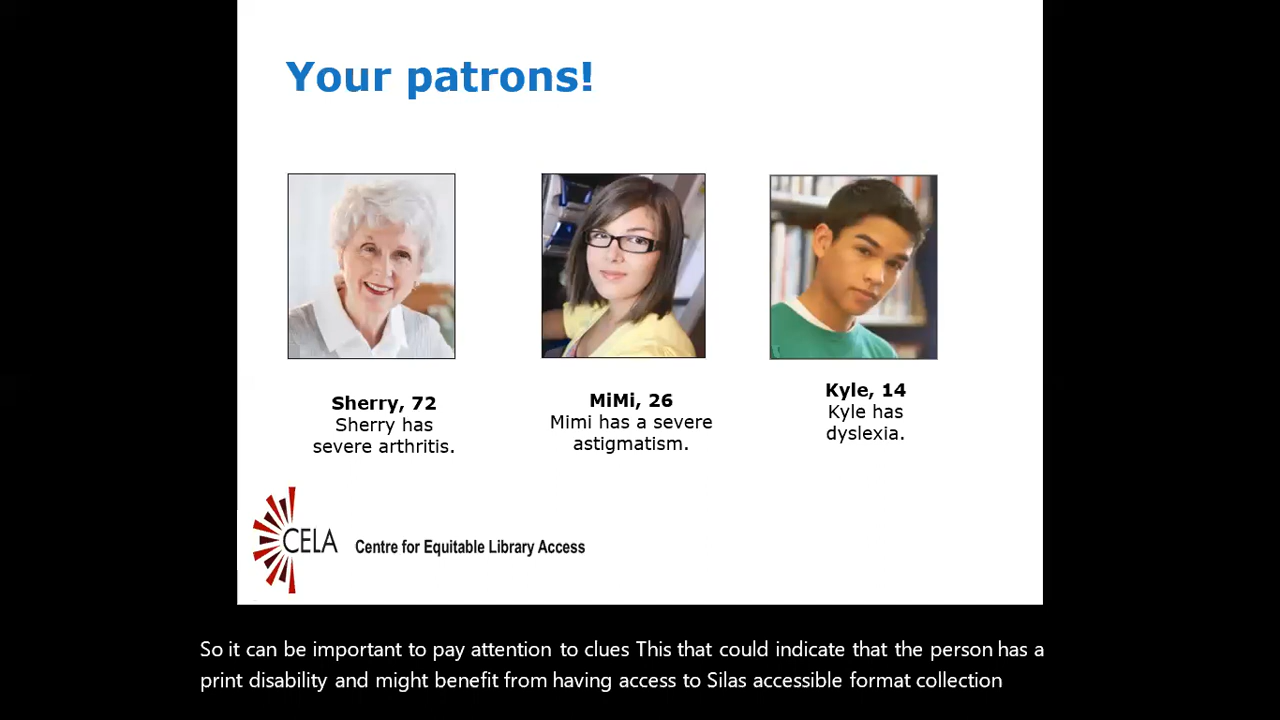 Your patrons!
Sherry, 72
Sherry has
severe arthritis.
MiMi, 26
Mimi has a severe
astigmatism.
Kyle, 14
Kyle has
dyslexia.
CELA Centre for Equitable Library Access
So it can be important to pay attention to clues This that could indicate that the person has a
print disability and might benefit from having access to Silas accessible format collection